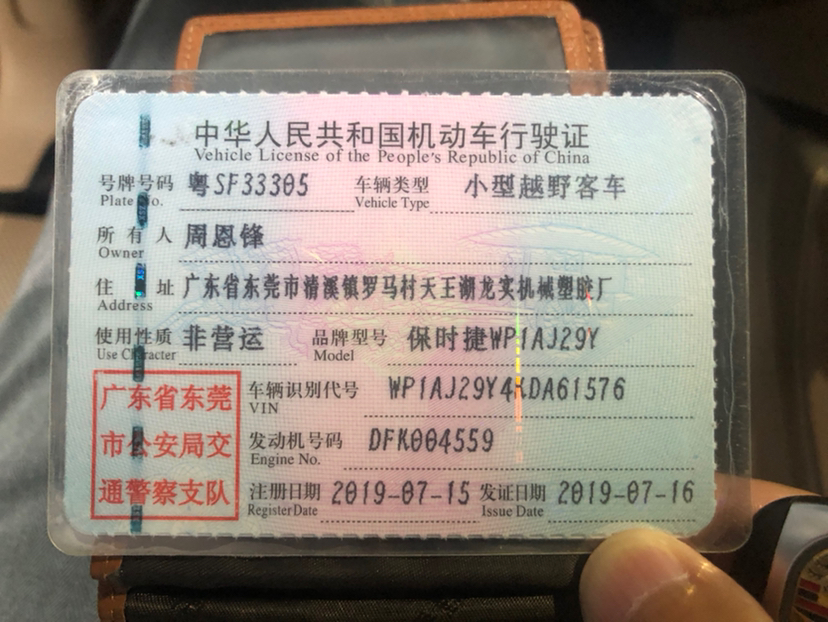 中华人民共和国机动车行驶证
Vehicle License of the People's Republic of China
号牌号码 粤SF33305 车辆类型 小型越野客车
Plate No. Vehicle Type
所有人 周恩锋
Owner
住址 广东省东莞市清溪镇罗马村天王湖龙实机械塑胶厂
Address
使用性质 非营运 品牌型号 保时捷WP1AJ29Y
Use Character Model
广东省东莞
市公安局交
通警察支队
车辆识别代号 WP1AJ29Y4KDA61576
VIN
发动机号码 DFK004559
Engine No.
注册日期 2019-07-15 发证日期 2019-07-16
Register Date Issue Date